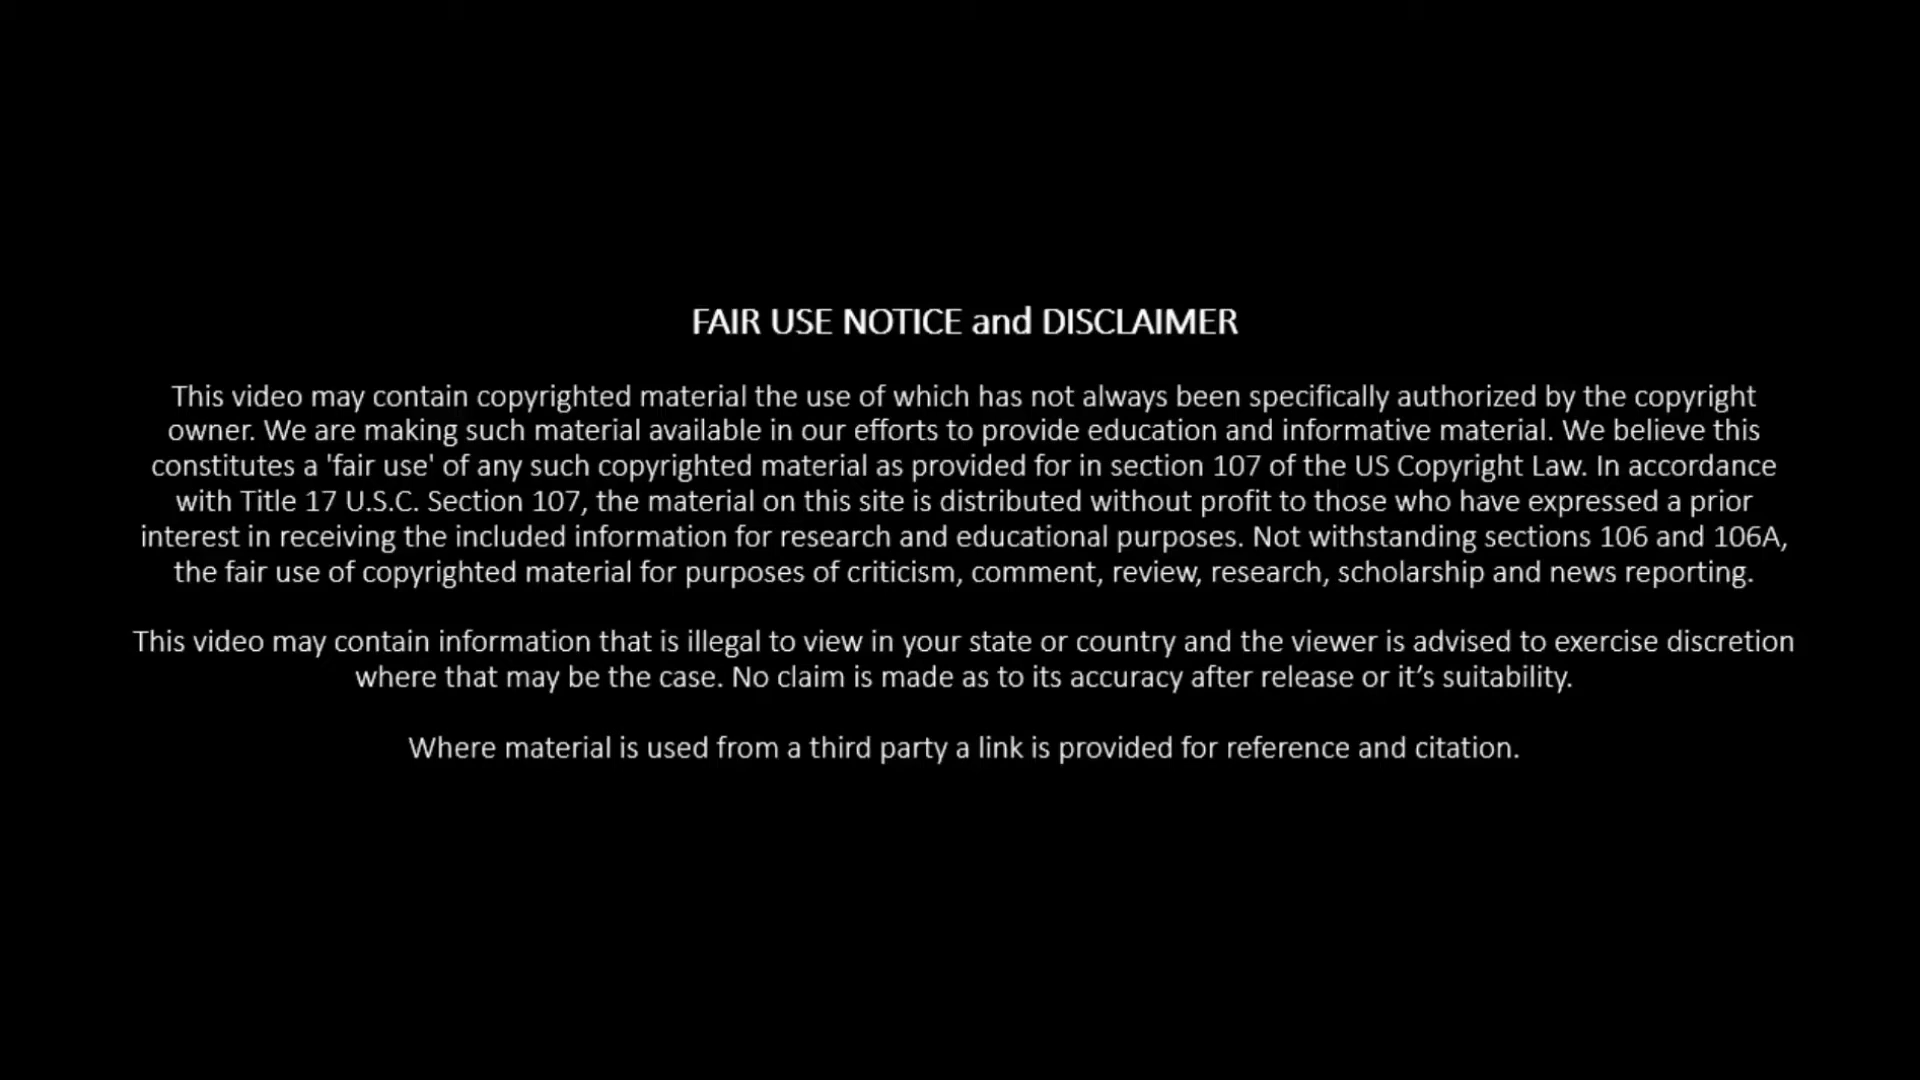 FAIR USE NOTICE and DISCLAIMER
This video may contain copyrighted material the use of which has not always been specifically authorized by the copyright
owner. We are making such material available in our efforts to provide education and informative material. We believe this
constitutes a 'fair use' of any such copyrighted material as provided for in section 107 of the US Copyright Law. In accordance
with Title 17 U.S.C. Section 107, the material on this site is distributed without profit to those who have expressed a prior
interest in receiving the included information for research and educational purposes. Not withstanding sections 106 and 106A,
the fair use of copyrighted material for purposes of criticism, comment, review, research, scholarship and news reporting.
This video may contain information that is illegal to view in your state or country and the viewer is advised to exercise discretion
where that may be the case. No claim is made as to its accuracy after release or it’s suitability.
Where material is used from a third party a link is provided for reference and citation.